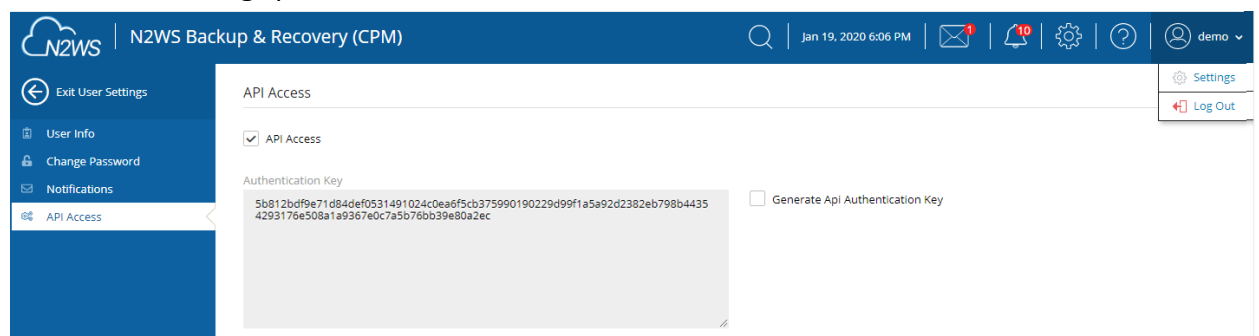 N2WS
N2WS Backup & Recovery (CPM)
Jan 19, 2020 6:06 PM
1
10
?
demo
Settings
Log Out
Exit User Settings
User Info
Change Password
Notifications
API Access
API Access
API Access
Authentication Key
5b812bdf9e71d84def0531491024c0ea6f5cb375990190229d99f1a5a92d2382eb798b4435
4293176e508a1a9367e0c7a5b76bb39e80a2ec
Generate Api Authentication Key